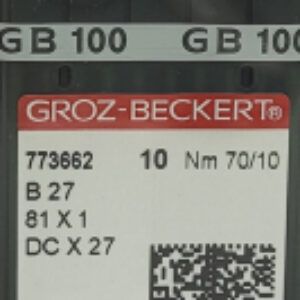 GB 100 GB 100
GROZ-BECKERT®
773662 10 Nm 70/10
B 27
81 X 1
DC X 27